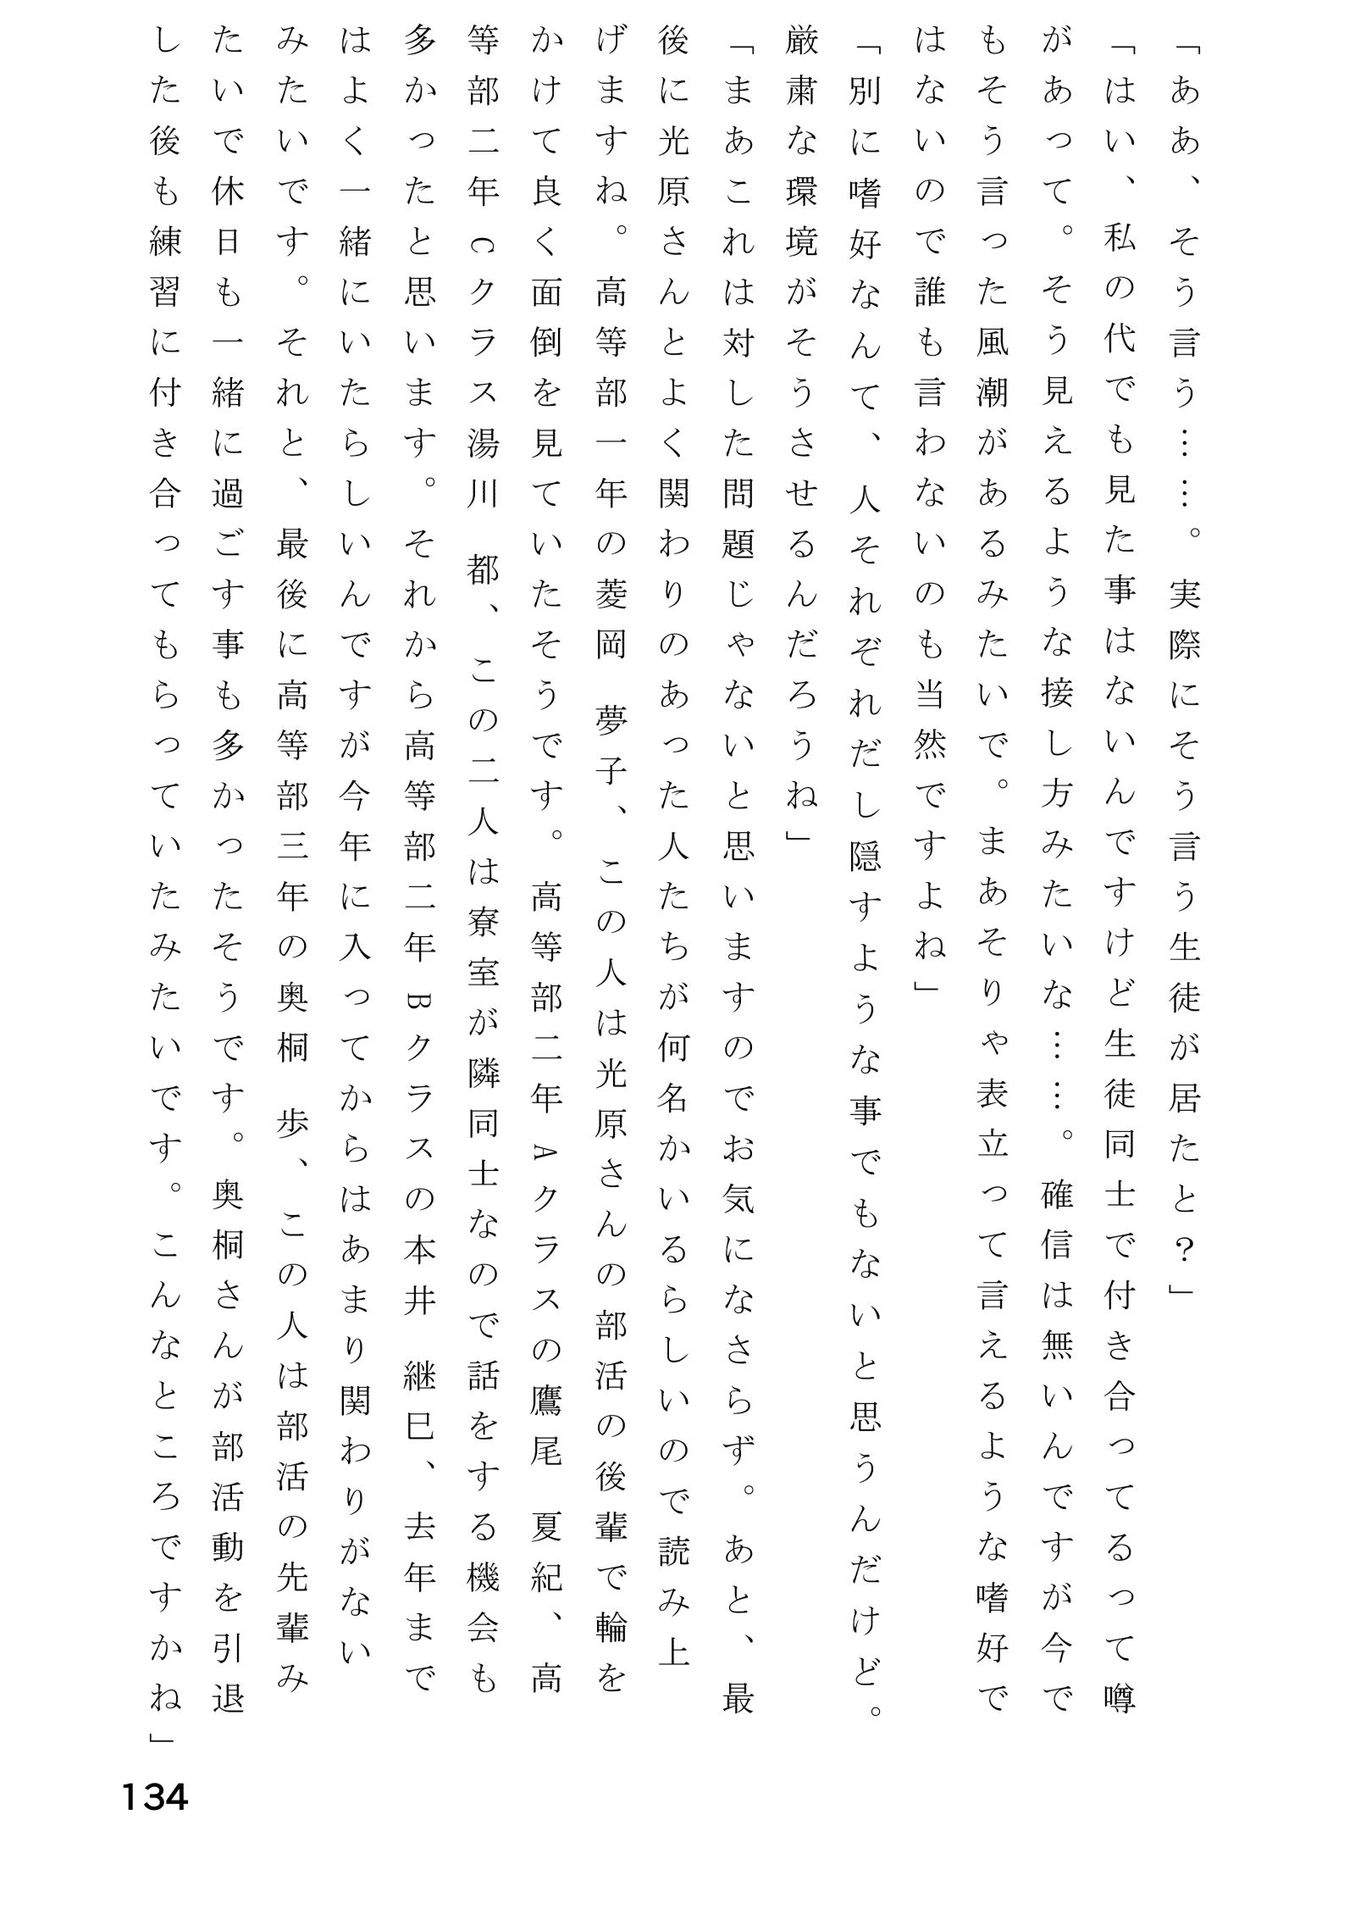 「ああ、そう言う……。実際にそう言う生徒が居たと？」
「はい、私の代でも見た事はないんですけど生徒同士で付き合ってるって噂
があって。そう見えるような接し方みたいな……。確信は無いんですが今で
もそう言った風潮があるみたいで。まあそりゃ表立って言えるような嗜好で
はないので誰も言わないのも当然ですよね」
「別に嗜好なんて、人それぞれだし隠すような事でもないと思うんだけど。
厳粛な環境がそうさせるんだろうね」
「まあこれは対した問題じゃないと思いますのでお気になさらず。あと、最
後に光原さんとよく関わりのあった人たちが何名かいるらしいので読み上
げますね。高等部一年の菱岡　夢子、この人は光原さんの部活の後輩で輪を
かけて良く面倒を見ていたそうです。高等部二年Aクラスの鷹尾　夏紀、高
等部二年Cクラス湯川　都、この二人は寮室が隣同士なので話をする機会も
多かったと思います。それから高等部二年Bクラスの本井　継巳、去年まで
はよく一緒にいたらしいんですが今年に入ってからはあまり関わりがない
みたいです。それと、最後に高等部三年の奥桐　歩、この人は部活の先輩み
たいで休日も一緒に過ごす事も多かったそうです。奥桐さんが部活動を引退
した後も練習に付き合ってもらっていたみたいです。こんなところですかね」
134